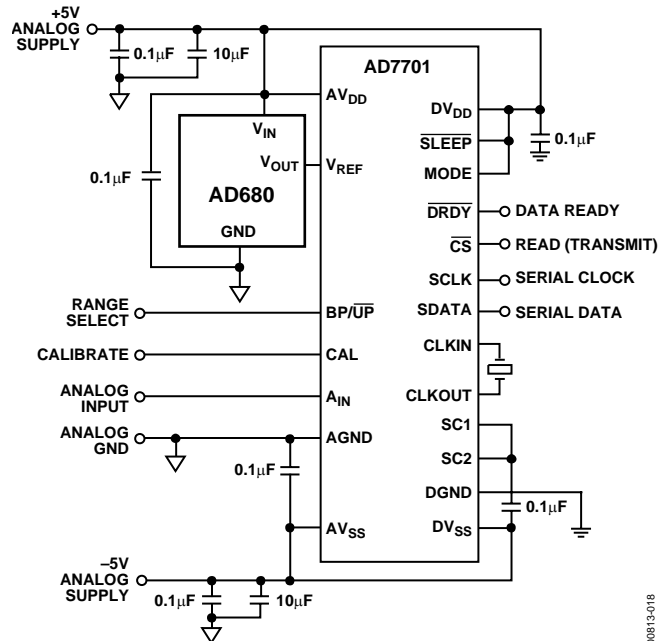 +5V
ANALOG
SUPPLY
0.1μF
10μF
AD7701
AVDD
DVDD
VIN
SLEEP
0.1μF
VOUT
VREF
MODE
0.1μF
AD680
DRDY
DATA READY
GND
CS
READ (TRANSMIT)
SCLK
SERIAL CLOCK
RANGE
SELECT
BP/UP
SDATA
SERIAL DATA
CALIBRATE
CAL
CLKIN
ANALOG
INPUT
AIN
CLKOUT
ANALOG
GND
AGND
SC1
0.1μF
SC2
DGND
0.1μF
AVSS
DVSS
–5V
ANALOG
SUPPLY
0.1μF
10μF
00813-018